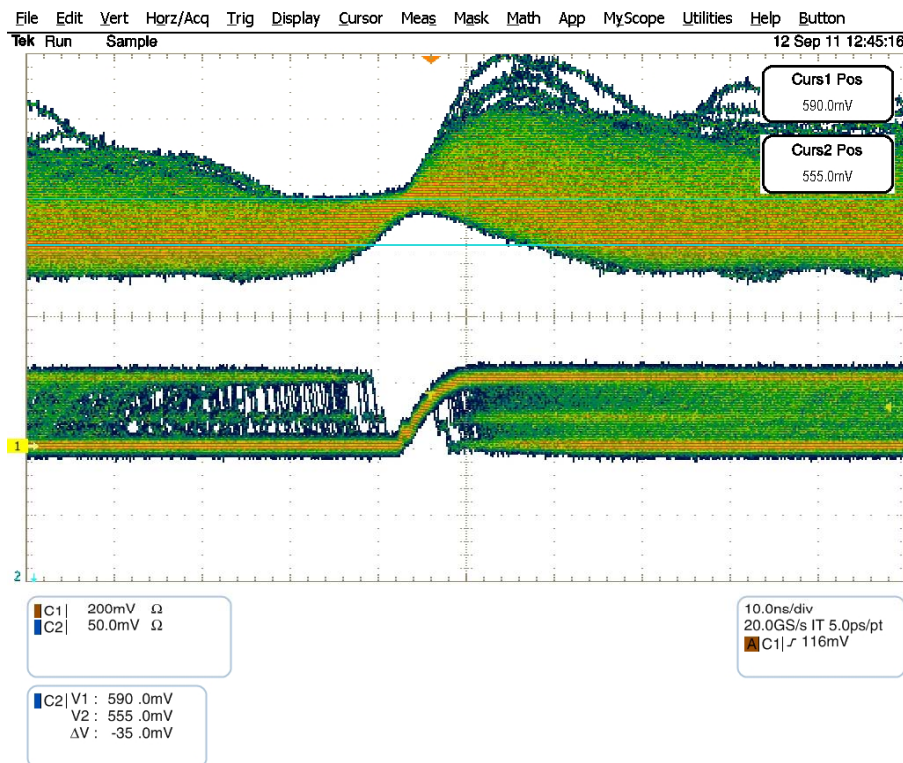 File Edit Vert Horz/Acq Trig Display Cursor Meas Mask Math App MyScope Utilities Help Button
Tek Run Sample 12 Sep 11 12:45:16
Curs1 Pos
590.0mV
Curs2 Pos
555.0mV
1
2
C1 200mV Ω
C2 50.0mV Ω
10.0ns/div
20.0GS/s IT 5.0ps/pt
A C1 116mV
C2 V1 : 590 .0mV
V2 : 555 .0mV
ΔV : -35 .0mV